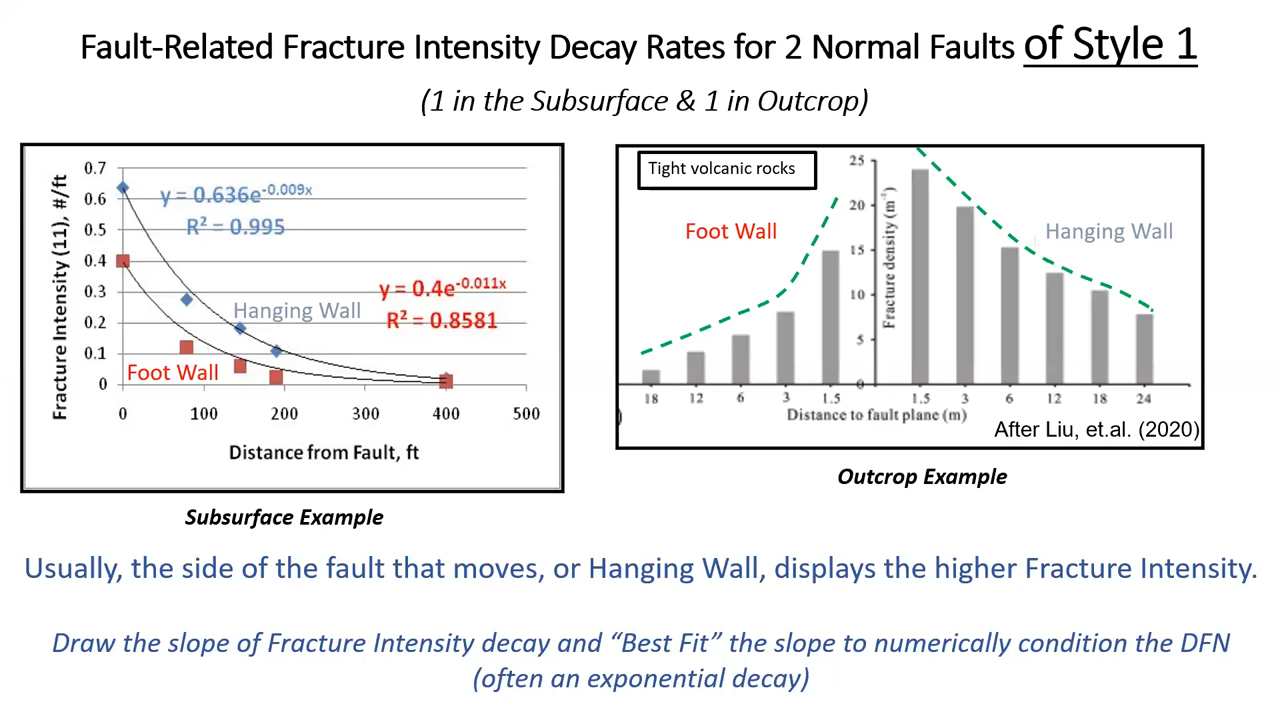 Fault-Related Fracture Intensity Decay Rates for 2 Normal Faults of Style 1
(1 in the Subsurface & 1 in Outcrop)
0.7
0.6
0.5
0.4
0.3
0.2
0.1
0
Fracture Intensity (11), #/ft
y = 0.636e^-0.009x
R² = 0.995
y = 0.4e^-0.011x
R² = 0.8581
Hanging Wall
Foot Wall
0 100 200 300 400 500
Distance from Fault, ft
Subsurface Example
Tight volcanic rocks
Foot Wall
Hanging Wall
25
20
15
10
5
0
Fracture density (m⁻¹)
18 12 6 3 1.5 1.5 3 6 12 18 24
Distance to fault plane (m)
)
After Liu, et.al. (2020)
Outcrop Example
Usually, the side of the fault that moves, or Hanging Wall, displays the higher Fracture Intensity.
Draw the slope of Fracture Intensity decay and “Best Fit” the slope to numerically condition the DFN
(often an exponential decay)